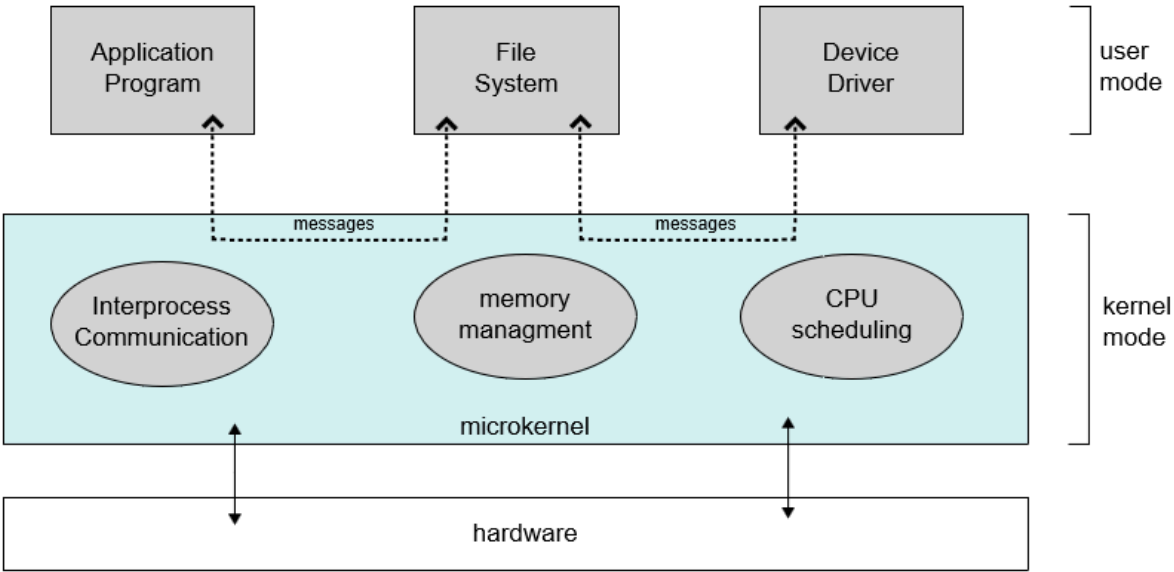 Application
Program
File
System
Device
Driver
user
mode
messages
messages
Interprocess
Communication
memory
managment
CPU
scheduling
kernel
mode
microkernel
hardware